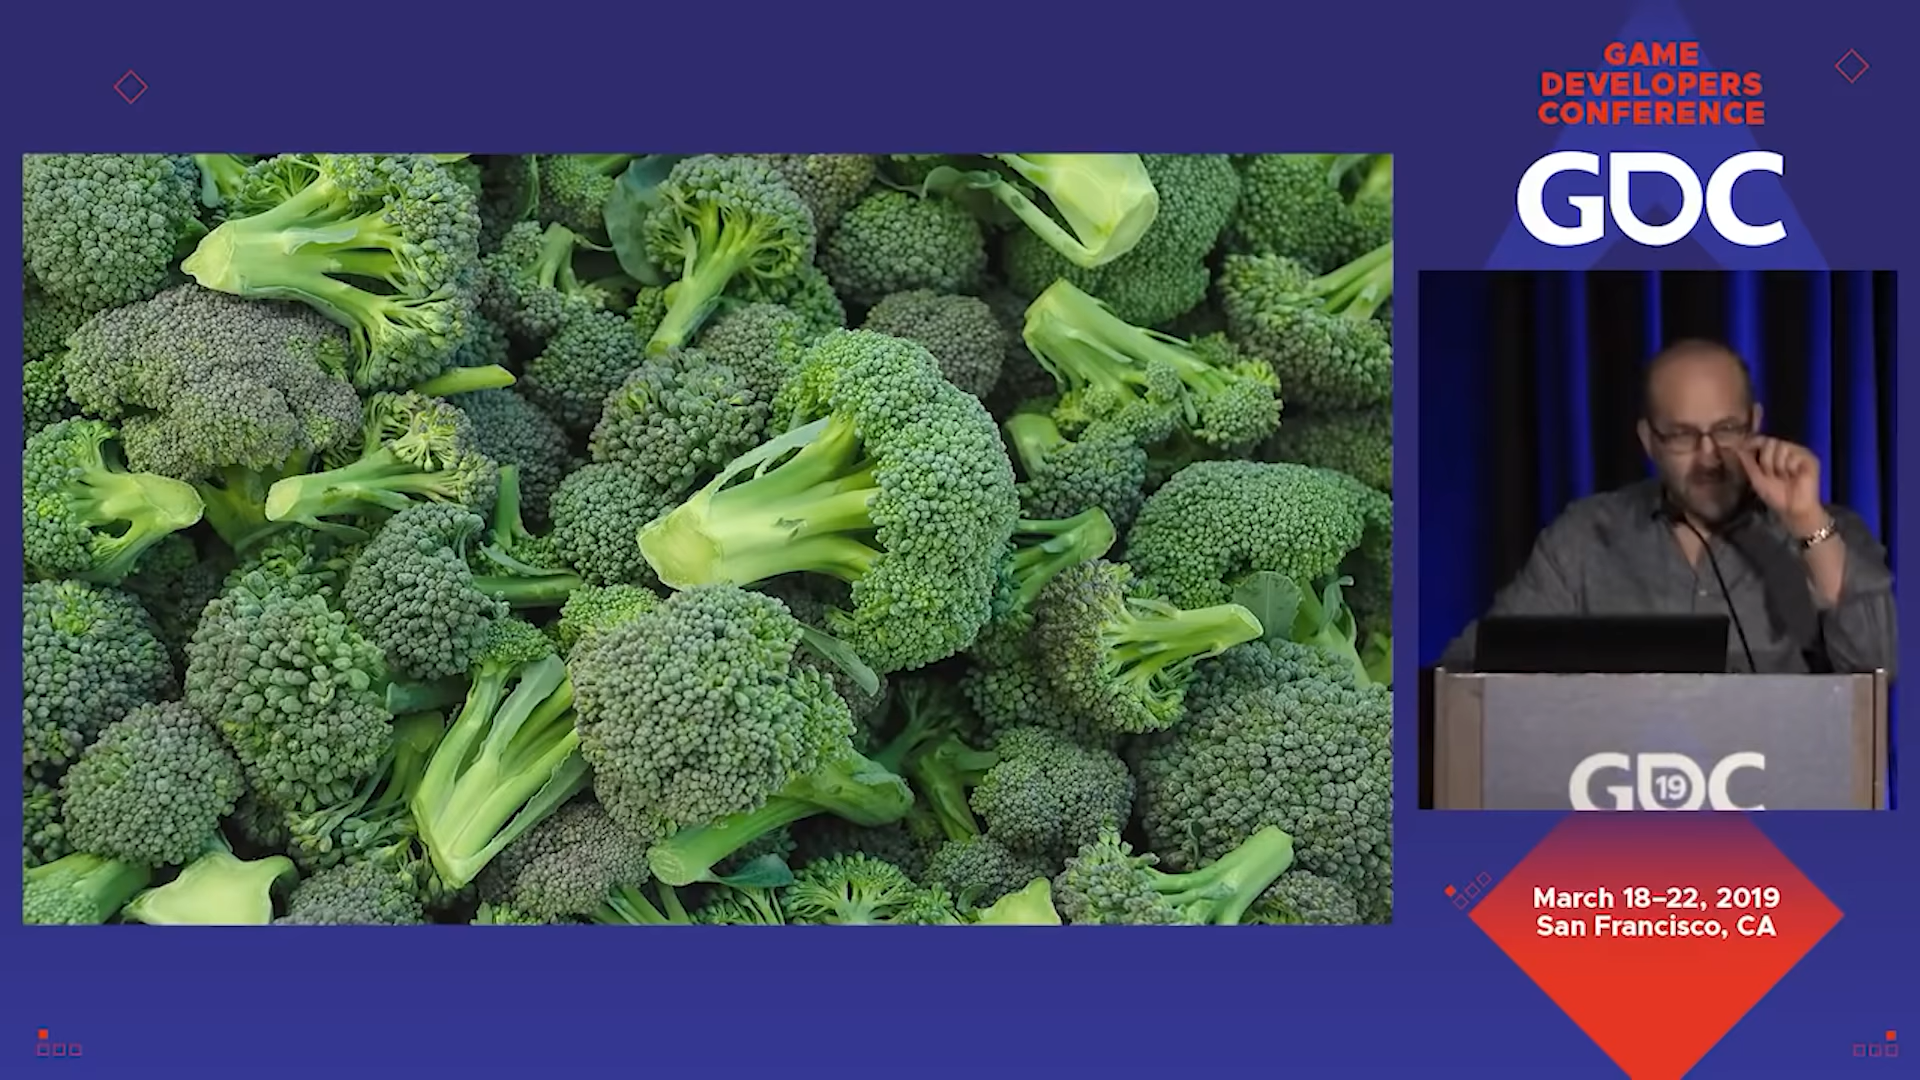 GAME
DEVELOPERS
CONFERENCE
GDC
GDC
19
March 18–22, 2019
San Francisco, CA